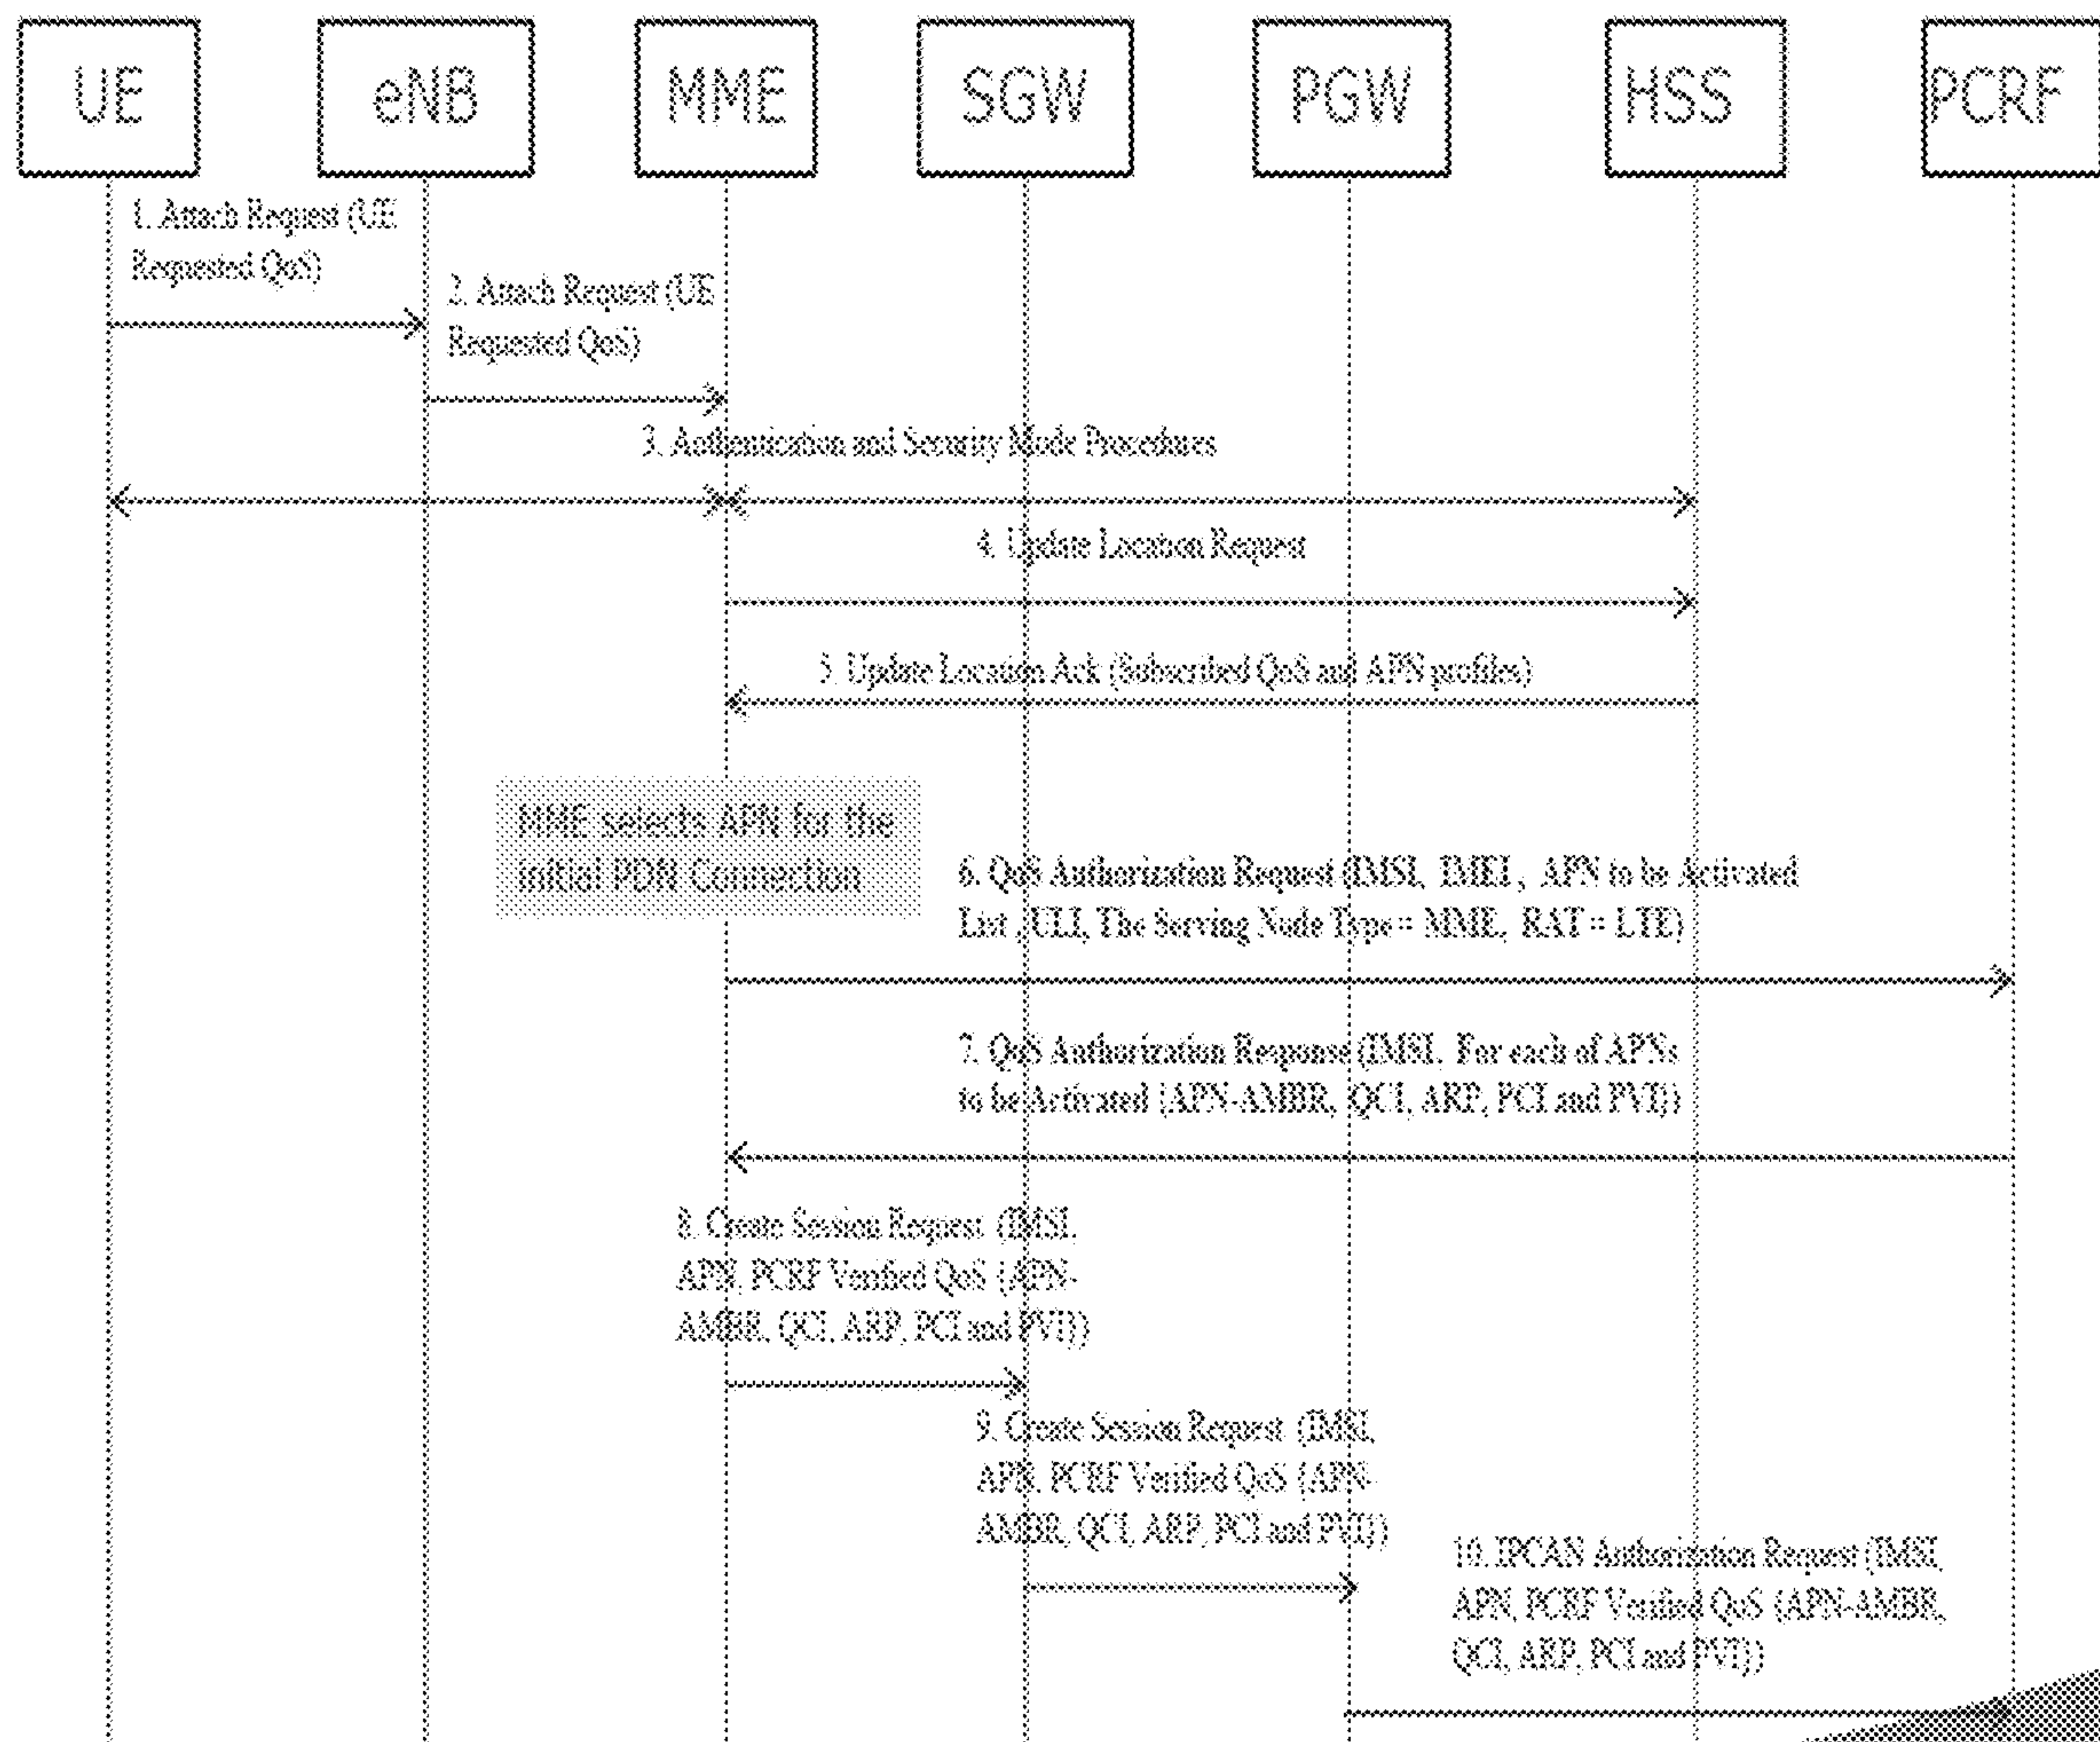 UE eNB MME SGW PGW HSS PCRF
1. Attach Request (UE
Requested QoS)
2. Attach Request (UE
Requested QoS)
3. Authentication and Security Mode Procedures
4. Update Location Request
5. Update Location Ack (Subscribed QoS and APN profiles)
MME selects APN for the
initial PDN Connection
6. QoS Authorization Request (IMSI, IMEI, APN to be Activated
List, ULI, The Serving Node Type = MME, RAT = LTE)
7. QoS Authorization Response (IMSI, For each of APNs
to be Activated {APN-AMBR, QCI, ARP, PCI and PVI})
8. Create Session Request (IMSI,
APN, PCRF Verified QoS {APN-
AMBR, QCI, ARP, PCI and PVI})
9. Create Session Request (IMSI,
APN, PCRF Verified QoS {APN-
AMBR, QCI, ARP, PCI and PVI})
10. IPCAN Authorization Request (IMSI,
APN, PCRF Verified QoS {APN-AMBR,
QCI, ARP, PCI and PVI})